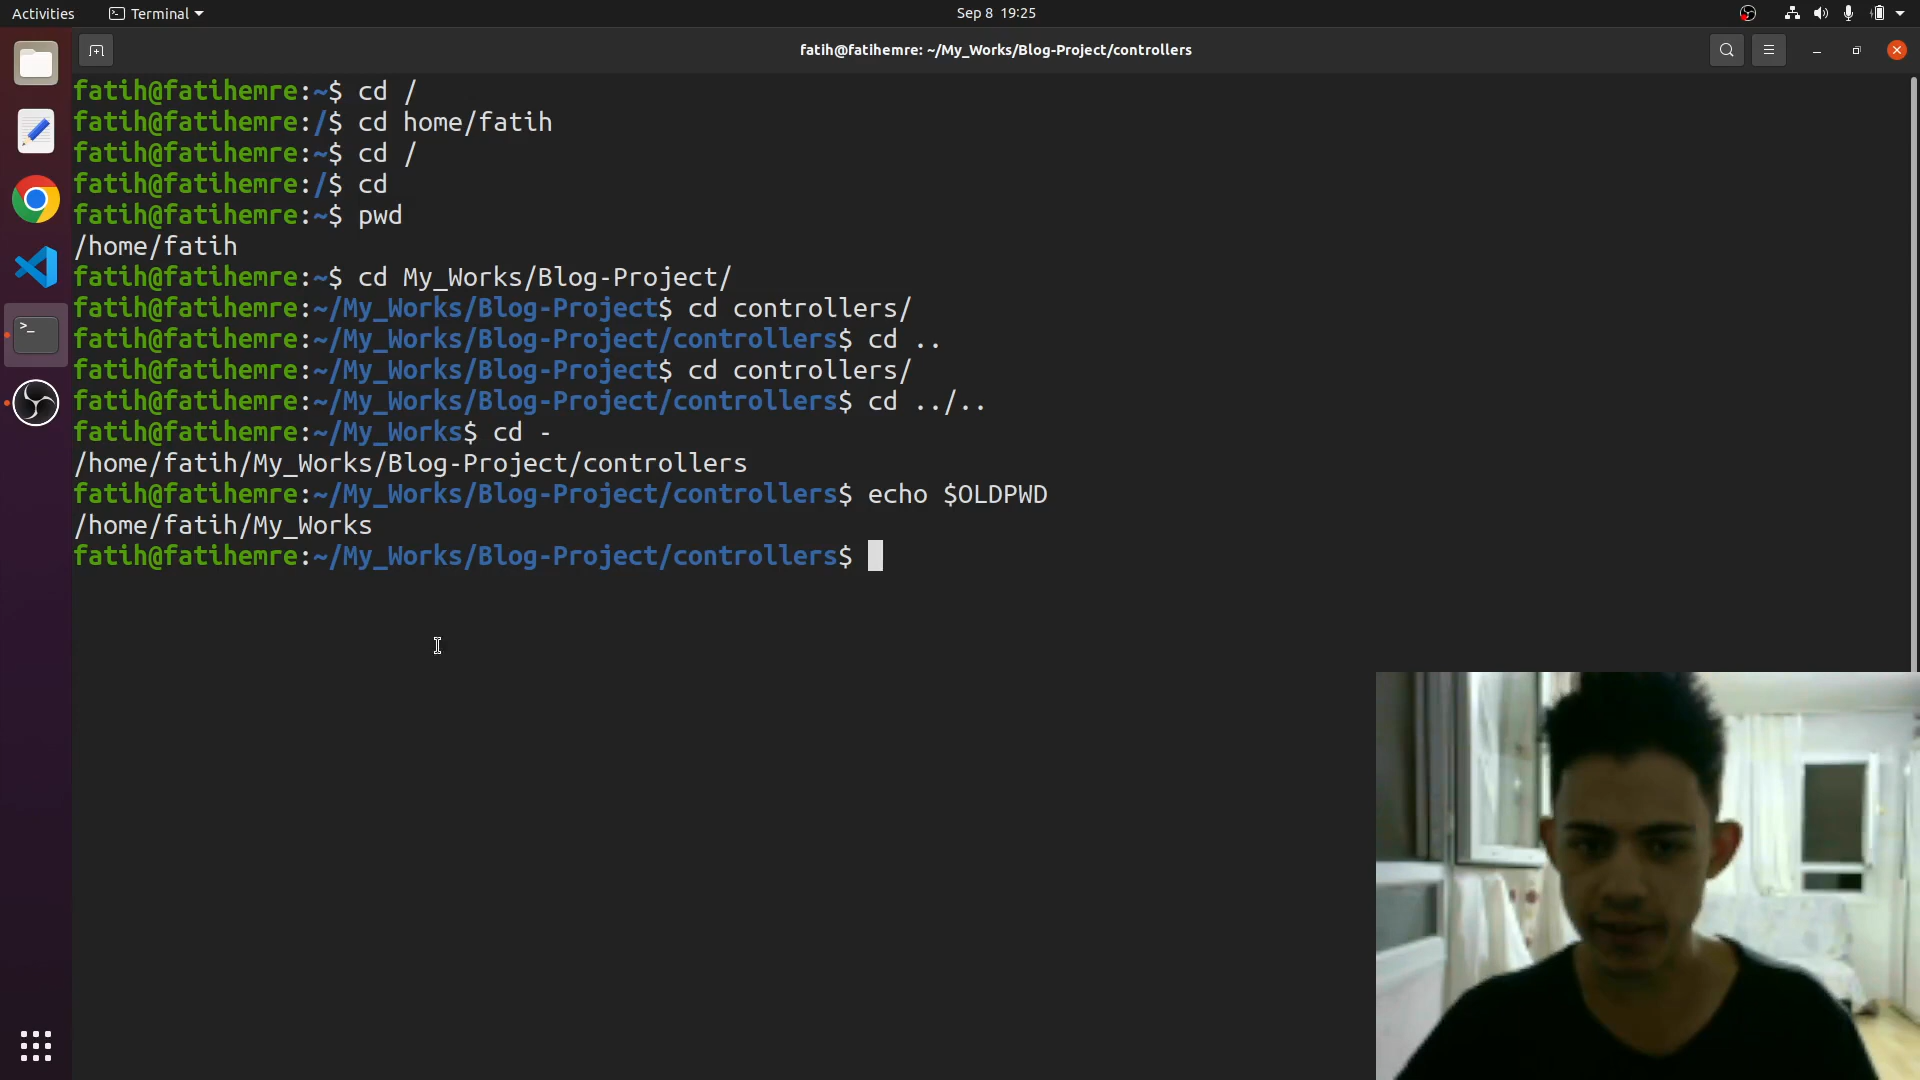 Activities
Terminal
Sep 8 19:25
fatih@fatihemre: ~/My_Works/Blog-Project/controllers
fatih@fatihemre:~$ cd /
fatih@fatihemre:/$ cd home/fatih
fatih@fatihemre:~$ cd /
fatih@fatihemre:/$ cd
fatih@fatihemre:~$ pwd
/home/fatih
fatih@fatihemre:~$ cd My_Works/Blog-Project/
fatih@fatihemre:~/My_Works/Blog-Project$ cd controllers/
fatih@fatihemre:~/My_Works/Blog-Project/controllers$ cd ..
fatih@fatihemre:~/My_Works/Blog-Project$ cd controllers/
fatih@fatihemre:~/My_Works/Blog-Project/controllers$ cd ../..
fatih@fatihemre:~/My_Works$ cd -
/home/fatih/My_Works/Blog-Project/controllers
fatih@fatihemre:~/My_Works/Blog-Project/controllers$ echo $OLDPWD
/home/fatih/My_Works
fatih@fatihemre:~/My_Works/Blog-Project/controllers$